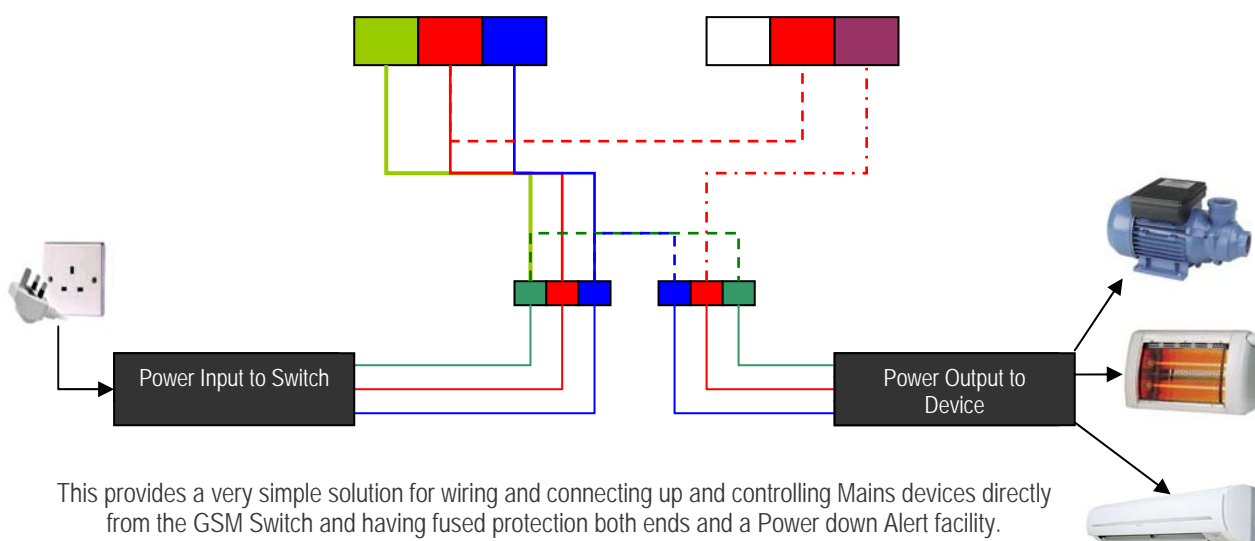 Power Input to Switch
Power Output to
Device
This provides a very simple solution for wiring and connecting up and controlling Mains devices directly
from the GSM Switch and having fused protection both ends and a Power down Alert facility.